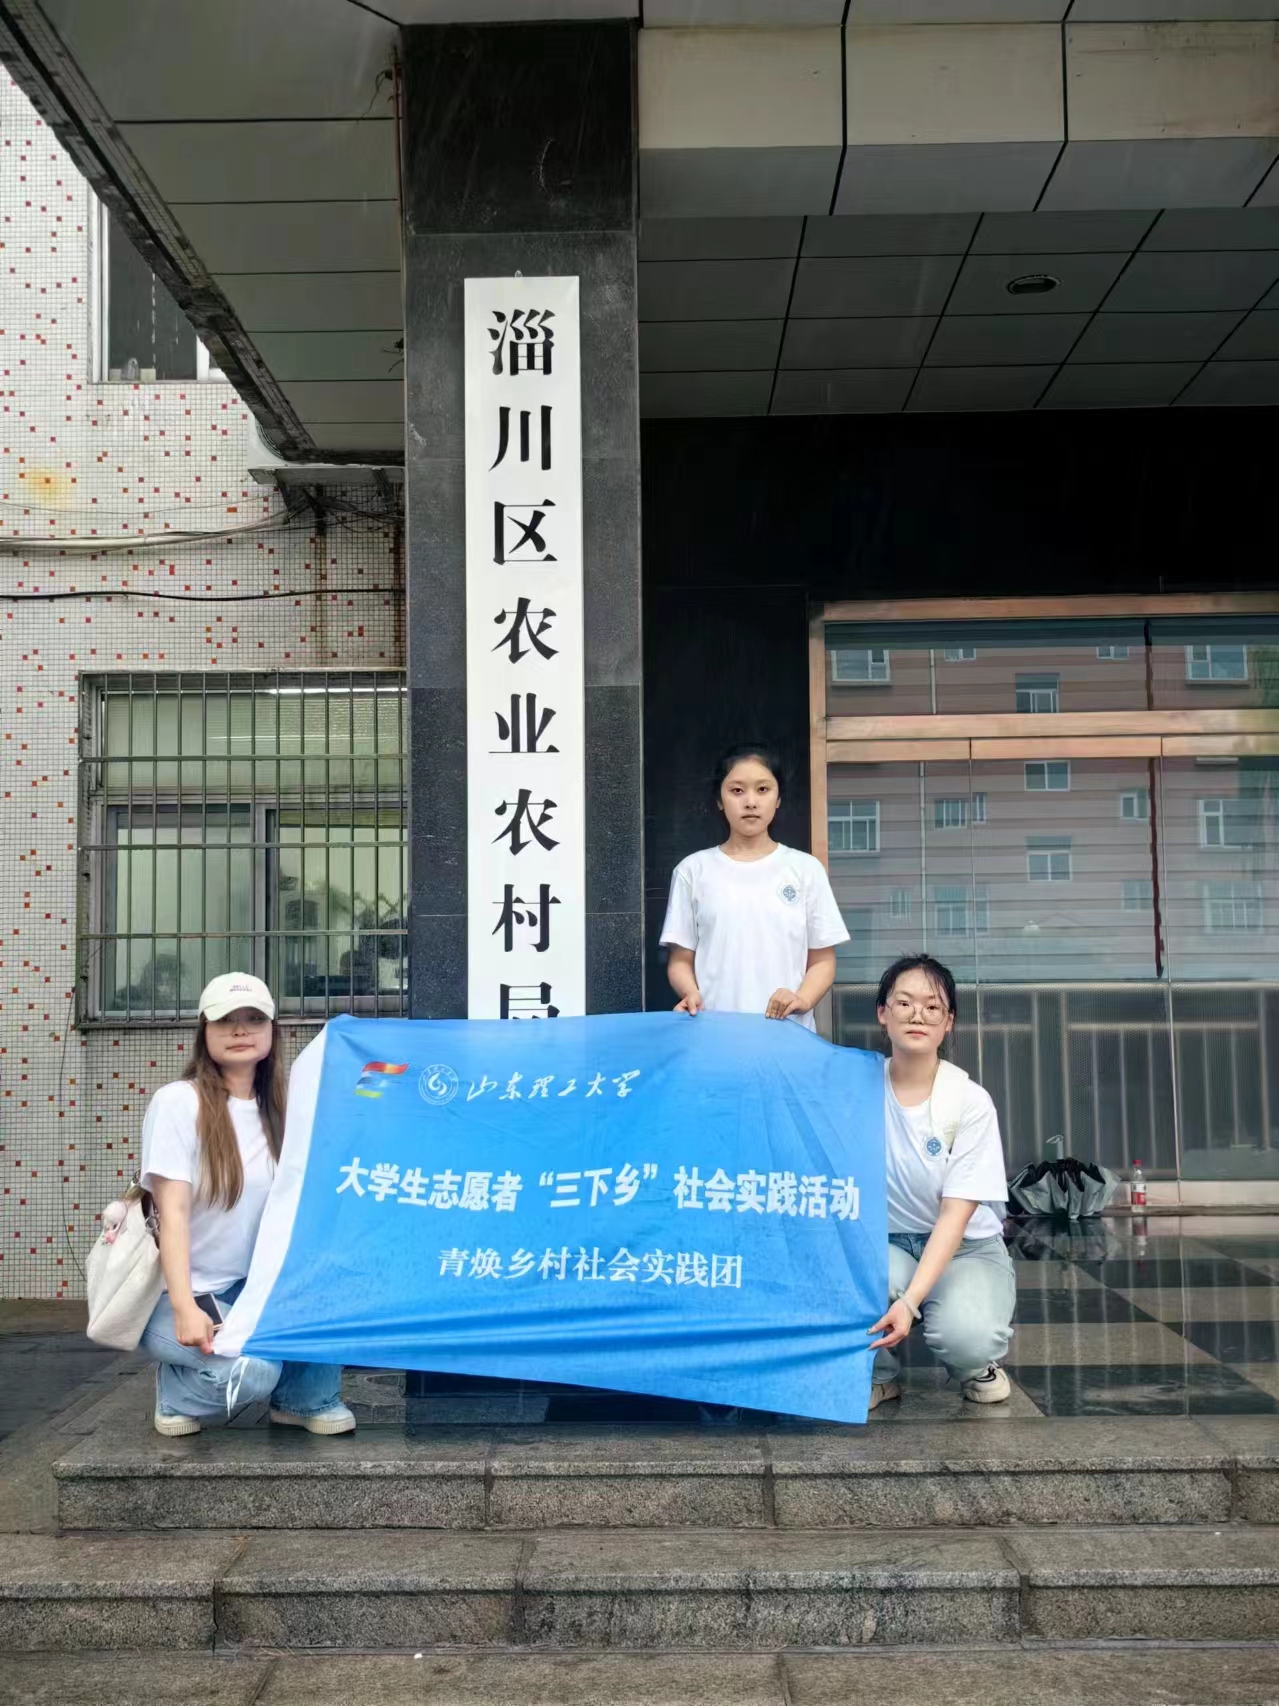 淄川区农业农村局
山东理工大学
大学生志愿者“三下乡”社会实践活动
青焕乡村社会实践团